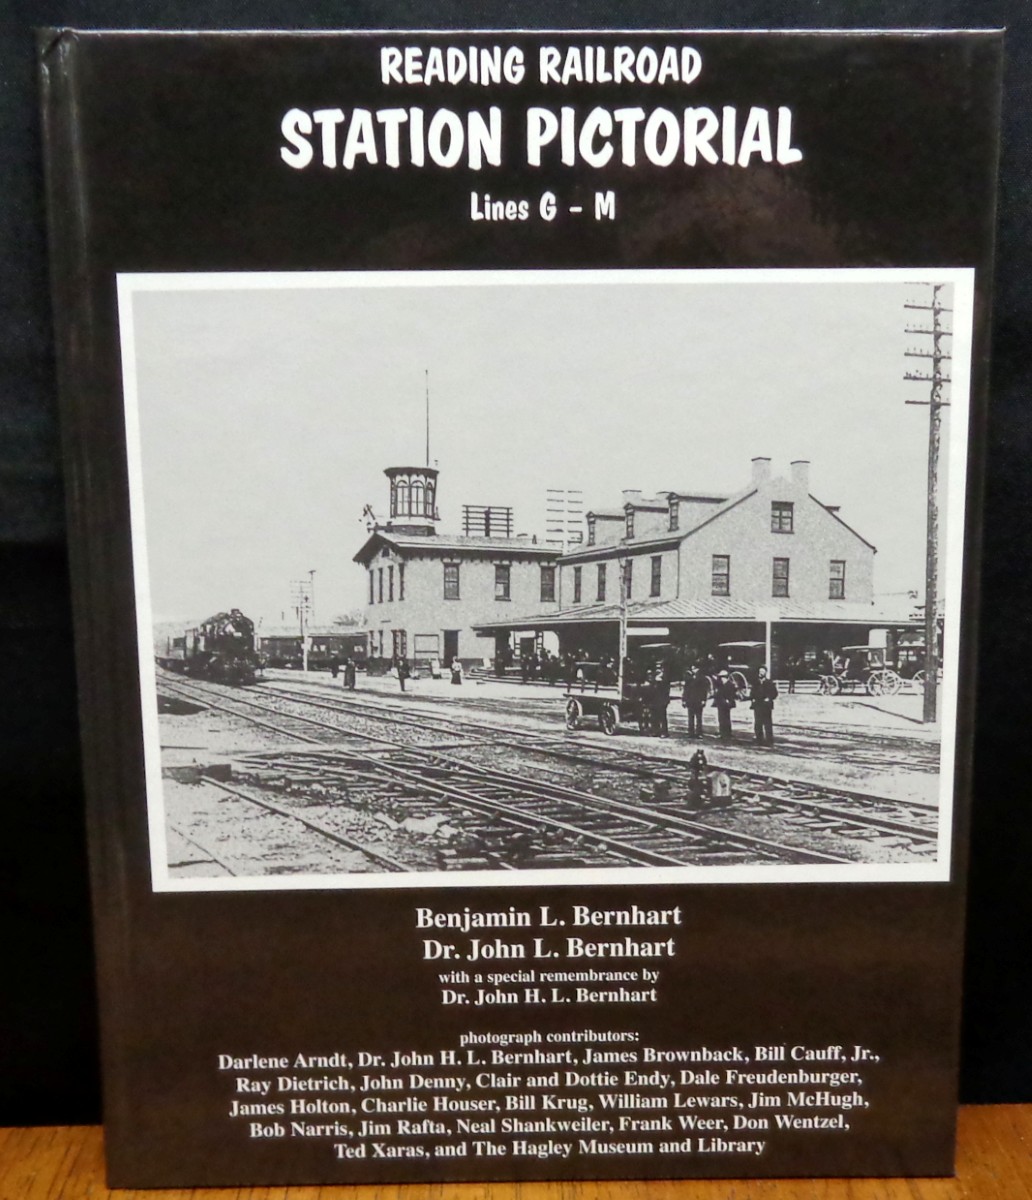 READING RAILROAD
STATION PICTORIAL
Lines G - M
Benjamin L. Bernhart
Dr. John L. Bernhart
with a special remembrance by
Dr. John H. L. Bernhart
photograph contributors:
Darlene Arndt, Dr. John H. L. Bernhart, James Brownback, Bill Cauff, Jr.,
Ray Dietrich, John Denny, Clair and Dottie Endy, Dale Freudenburger,
James Holton, Charlie Houser, Bill Krug, William Lewars, Jim McHugh,
Bob Narris, Jim Rafta, Neal Shankweiler, Frank Weer, Don Wentzel,
Ted Xaras, and The Hagley Museum and Library